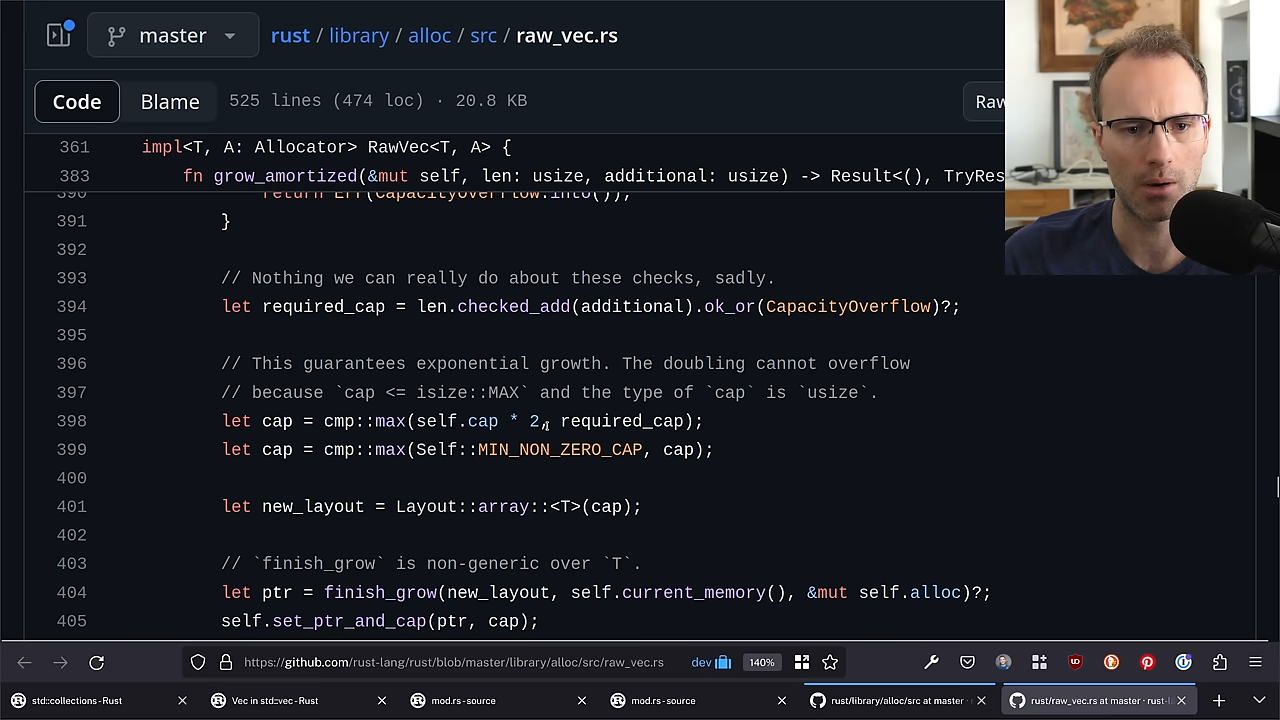 master
rust / library / alloc / src / raw_vec.rs
Code
Blame
525 lines (474 loc) · 20.8 KB
Raw
361 impl<T, A: Allocator> RawVec<T, A> {
383 fn grow_amortized(&mut self, len: usize, additional: usize) -> Result<(), TryRes
390 return Err(CapacityOverflow.into());
391 }
392
393 // Nothing we can really do about these checks, sadly.
394 let required_cap = len.checked_add(additional).ok_or(CapacityOverflow)?;
395
396 // This guarantees exponential growth. The doubling cannot overflow
397 // because `cap <= isize::MAX` and the type of `cap` is `usize`.
398 let cap = cmp::max(self.cap * 2, required_cap);
399 let cap = cmp::max(Self::MIN_NON_ZERO_CAP, cap);
400
401 let new_layout = Layout::array::<T>(cap);
402
403 // `finish_grow` is non-generic over `T`.
404 let ptr = finish_grow(new_layout, self.current_memory(), &mut self.alloc)?;
405 self.set_ptr_and_cap(ptr, cap);
https://github.com/rust-lang/rust/blob/master/library/alloc/src/raw_vec.rs
dev
140%
std::collections - Rust
Vec in std::vec - Rust
mod.rs - source
mod.rs - source
rust/library/alloc/src at master ·
rust/raw_vec.rs at master · rust-l